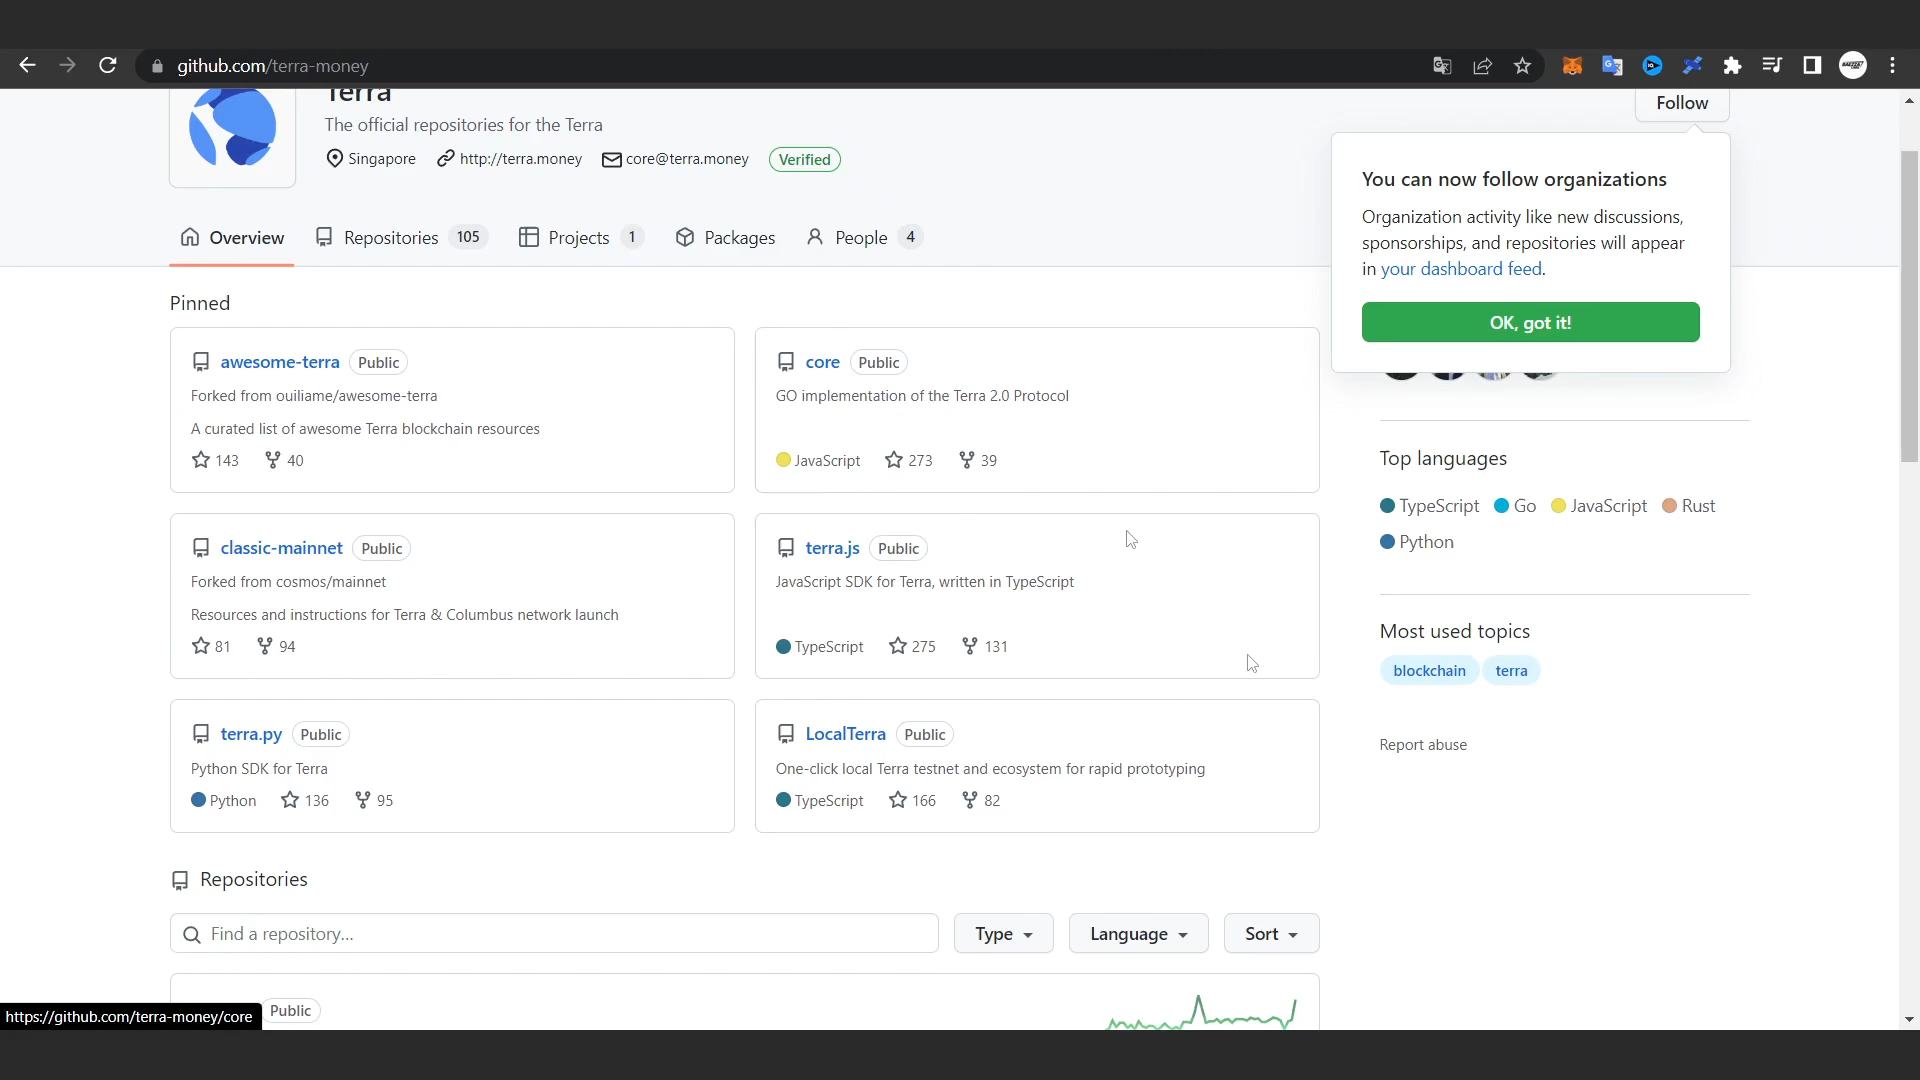 github.com/terra-money
Terra
Follow
The official repositories for the Terra
Singapore http://terra.money core@terra.money Verified
You can now follow organizations
Organization activity like new discussions,
sponsorships, and repositories will appear
in your dashboard feed.
OK, got it!
Overview Repositories 105 Projects 1 Packages People 4
Pinned
awesome-terra Public
Forked from ouiliame/awesome-terra
A curated list of awesome Terra blockchain resources
143 40
core Public
GO implementation of the Terra 2.0 Protocol
JavaScript 273 39
classic-mainnet Public
Forked from cosmos/mainnet
Resources and instructions for Terra & Columbus network launch
81 94
terra.js Public
JavaScript SDK for Terra, written in TypeScript
TypeScript 275 131
terra.py Public
Python SDK for Terra
Python 136 95
LocalTerra Public
One-click local Terra testnet and ecosystem for rapid prototyping
TypeScript 166 82
Top languages
TypeScript Go JavaScript Rust
Python
Most used topics
blockchain terra
Report abuse
Repositories
Find a repository...
Type Language Sort
Public
https://github.com/terra-money/core